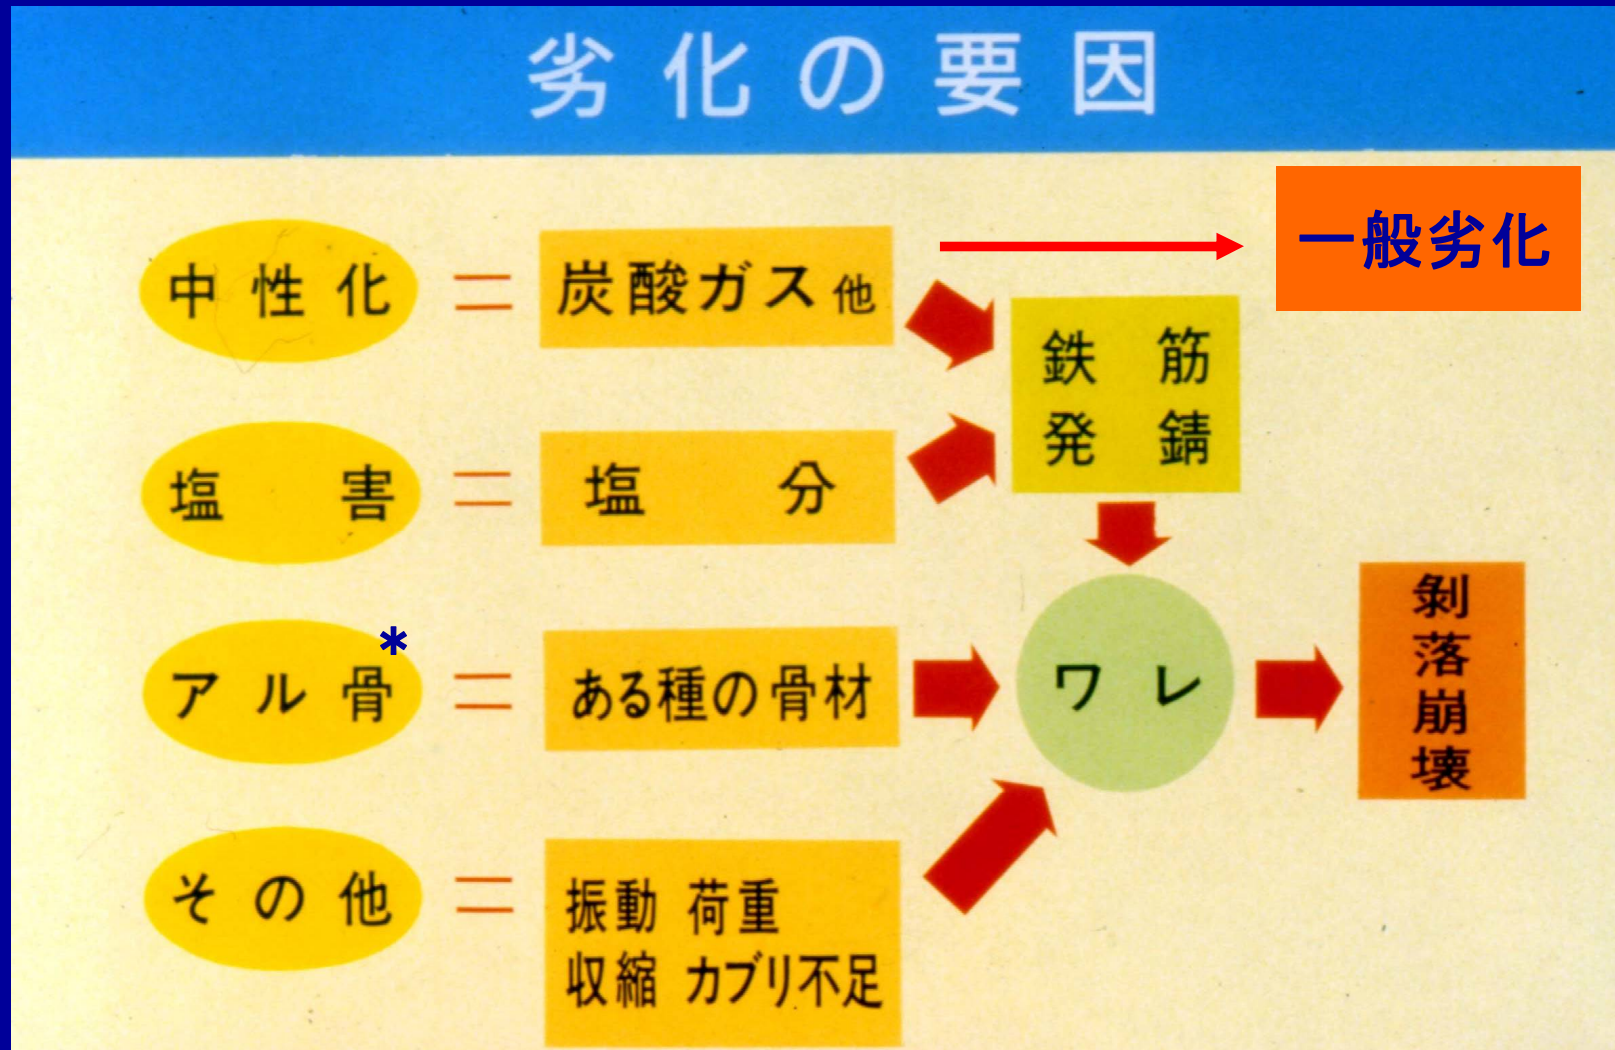 劣化の要因
中性化 = 炭酸ガス他
一般劣化
鉄筋
発錆
塩害 = 塩分
アル骨* = ある種の骨材
ワレ
剝落崩壊
その他 = 振動 荷重
収縮 カブリ不足